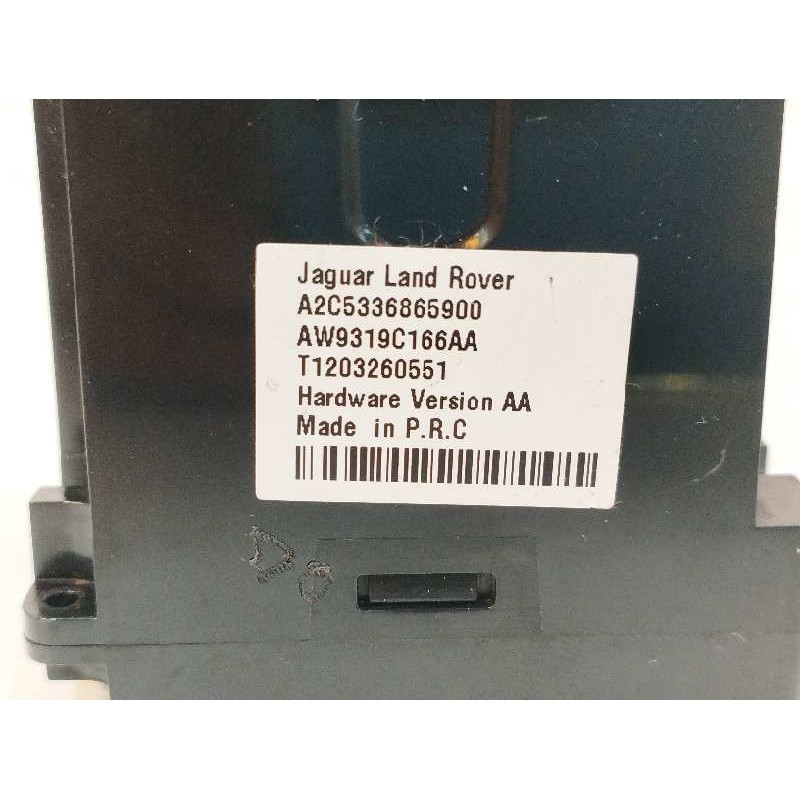 Jaguar Land Rover
A2C5336865900
AW9319C166AA
T1203260551
Hardware Version AA
Made in P.R.C